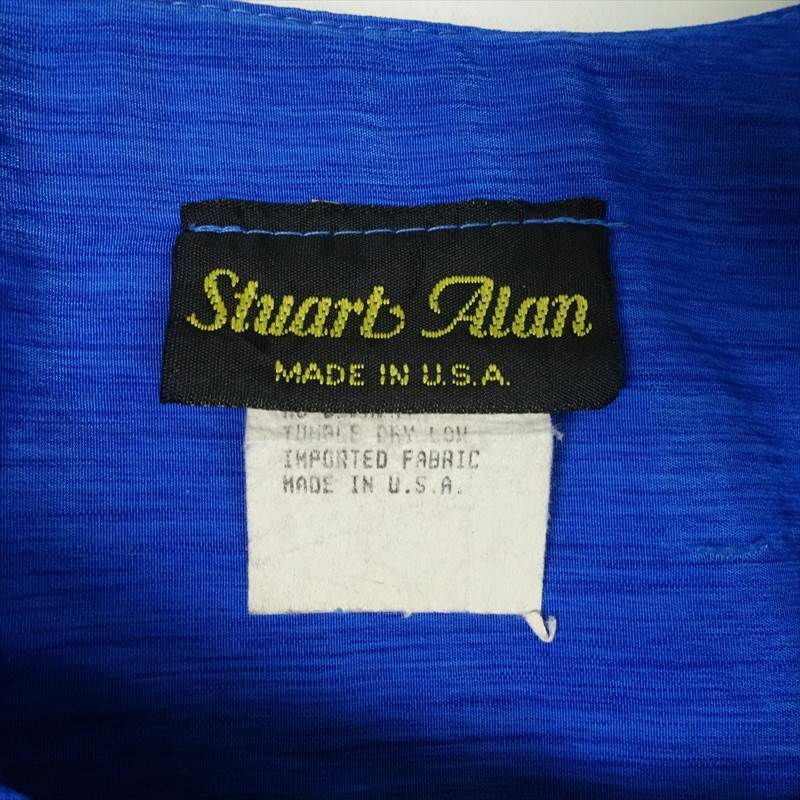 Stuart Alan
MADE IN U.S.A.
TUMBLE DRY LOW
IMPORTED FABRIC
MADE IN U.S.A.